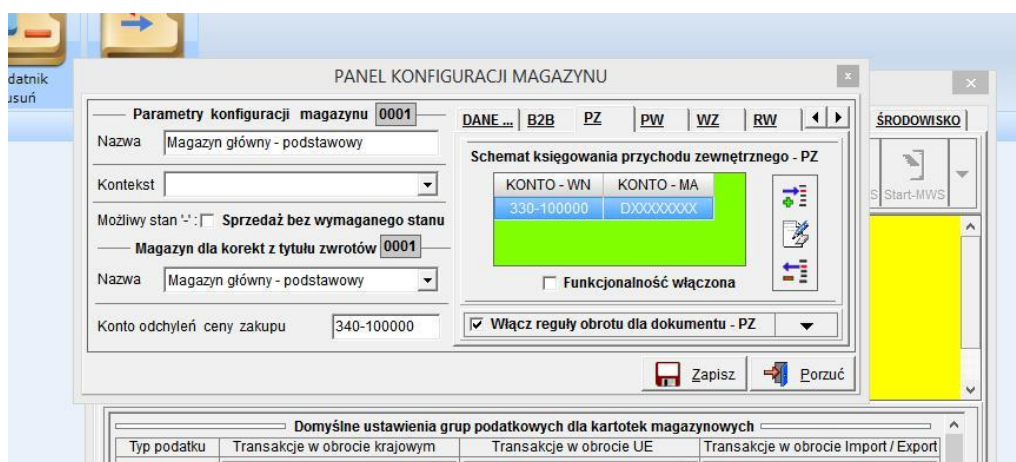 datnik
usuń
PANEL KONFIGURACJI MAGAZYNU
x
x
Parametry konfiguracji magazynu 0001
Nazwa Magazyn główny - podstawowy
Kontekst
Możliwy stan '-' : Sprzedaż bez wymaganego stanu
Magazyn dla korekt z tytułu zwrotów 0001
Nazwa Magazyn główny - podstawowy
Konto odchyleń ceny zakupu 340-100000
DANE ... B2B PZ PW WZ RW
Schemat księgowania przychodu zewnętrznego - PZ
KONTO - WN KONTO - MA
330-100000 DXXXXXXX
Funkcjonalność włączona
Włącz reguły obrotu dla dokumentu - PZ
Zapisz Porzuć
ŚRODOWISKO
S Start-MWS
Domyślne ustawienia grup podatkowych dla kartotek magazynowych
Typ podatku Transakcje w obrocie krajowym Transakcje w obrocie UE Transakcje w obrocie Import / Export